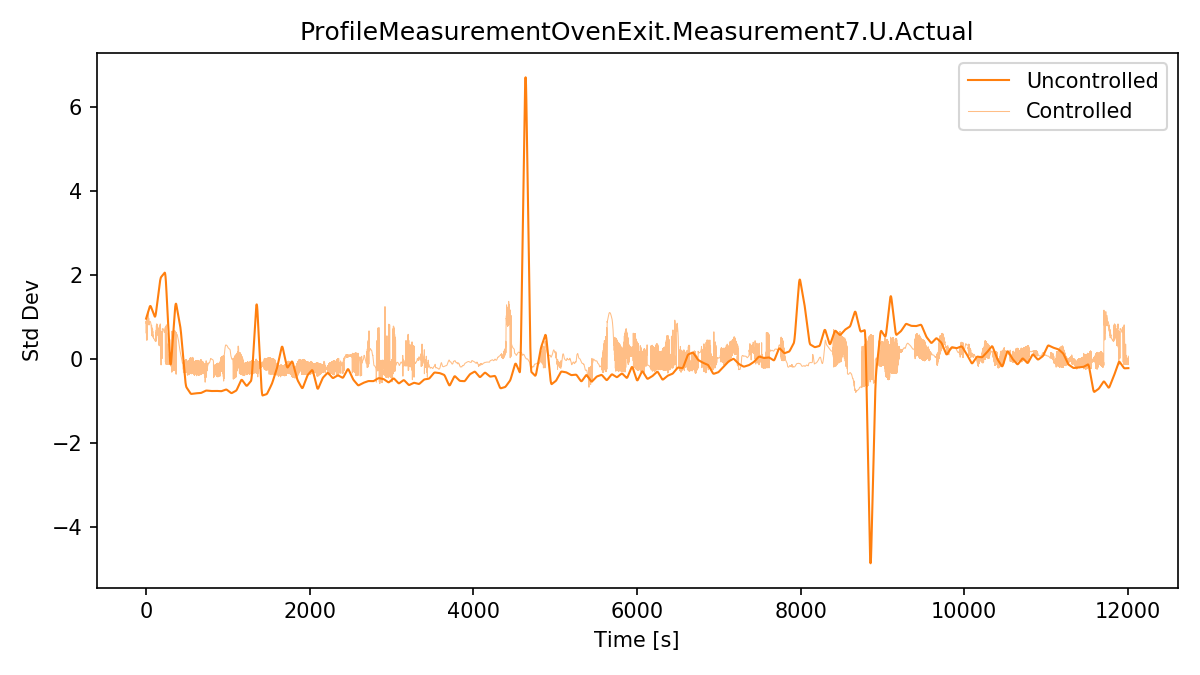 ProfileMeasurementOvenExit.Measurement7.U.Actual
Uncontrolled
Controlled
Std Dev
6
4
2
0
−2
−4
0 2000 4000 6000 8000 10000 12000
Time [s]